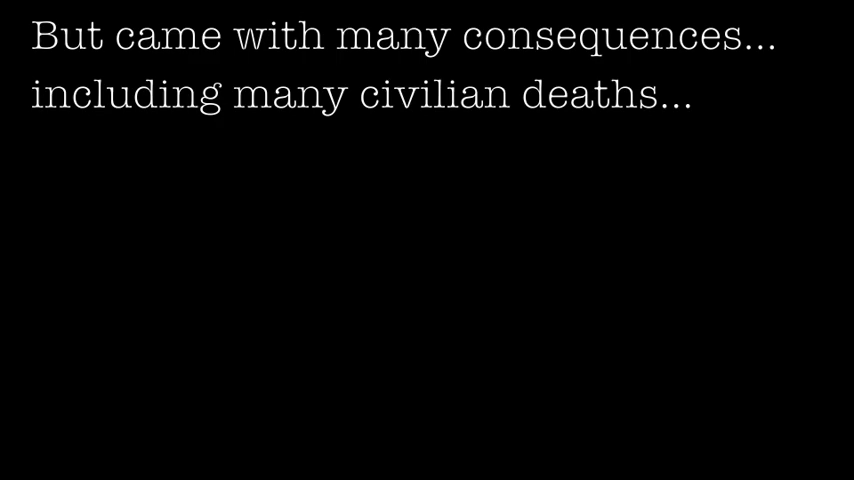 But came with many consequences...
including many civilian deaths...